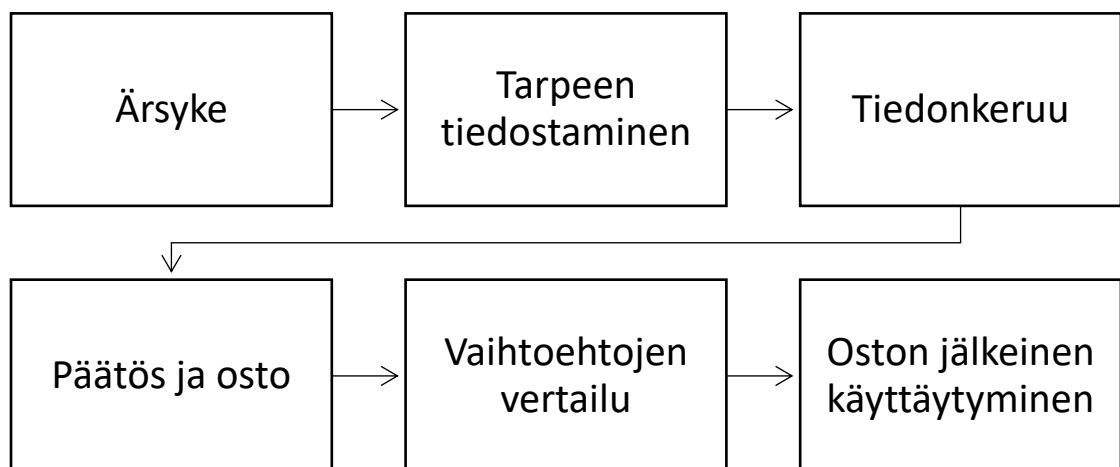 Ärsyke
Tarpeen
tiedostaminen
Tiedonkeruu
Päätös ja osto
Vaihtoehtojen
vertailu
Oston jälkeinen
käyttäytyminen